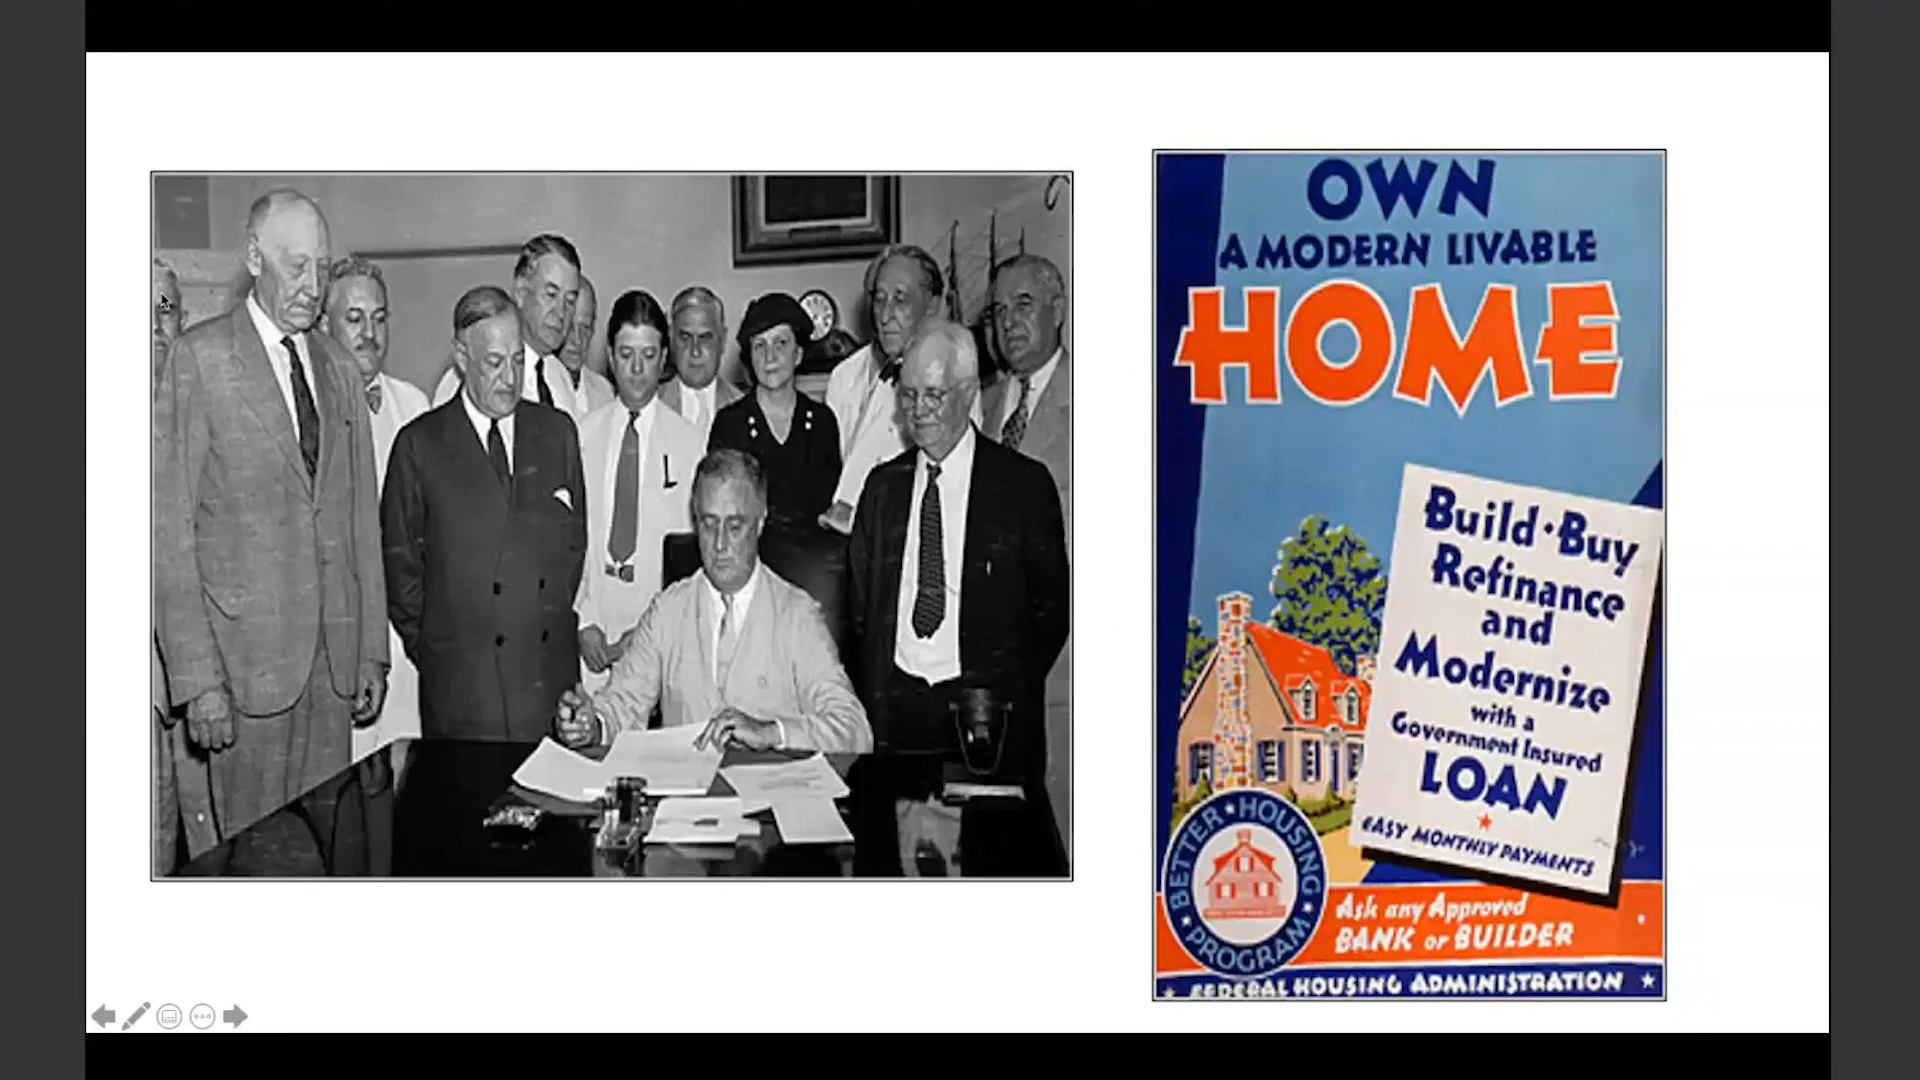 OWN
A MODERN LIVABLE
HOME
Build · Buy
Refinance
and
Modernize
with a
Government Insured
LOAN
EASY MONTHLY PAYMENTS
BETTER HOUSING
PROGRAM
Ask any Approved
BANK or BUILDER
FEDERAL HOUSING ADMINISTRATION